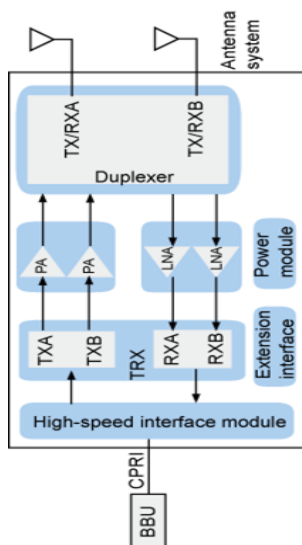 Antenna
system
TX/RXA
TX/RXB
Duplexer
PA
PA
LNA
LNA
Power
module
TXA
TXB
RXA
RXB
TRX
Extension
interface
High-speed interface module
CPRI
BBU